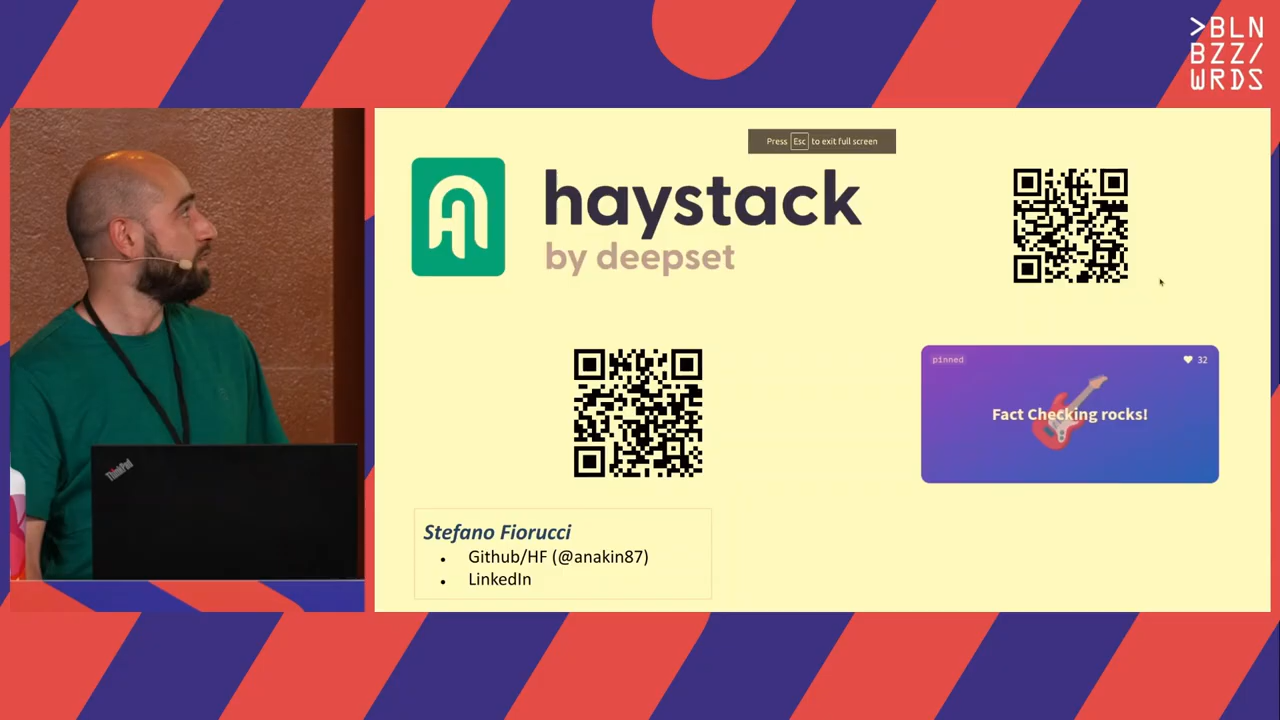 >BLN
BZZ/
WRDS
Press Esc to exit full screen
haystack
by deepset
pinned
32
Fact Checking rocks!
ThinkPad
Stefano Fiorucci
• Github/HF (@anakin87)
• LinkedIn